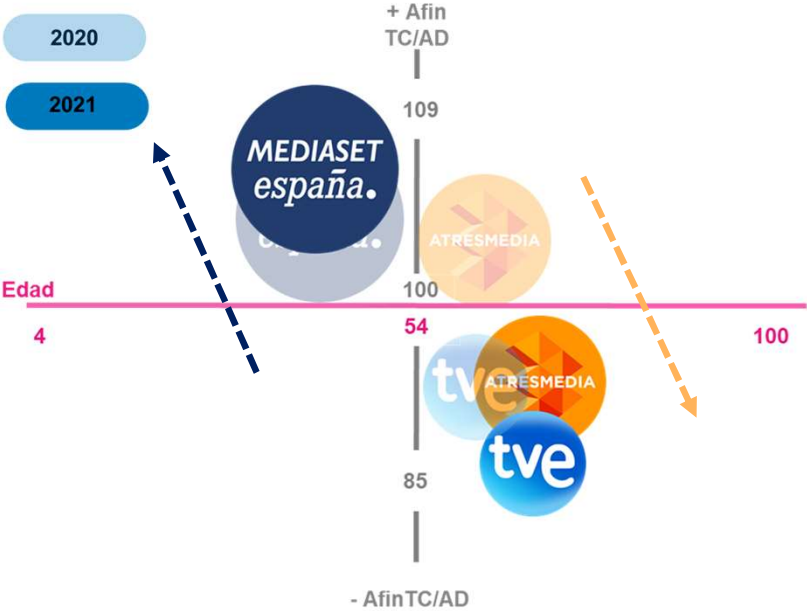 + Afin
TC/AD
2020
2021
109
MEDIASET
españa.
ATRESMEDIA
Edad
100
4
54
100
tve
ATRESMEDIA
tve
85
- AfinTC/AD